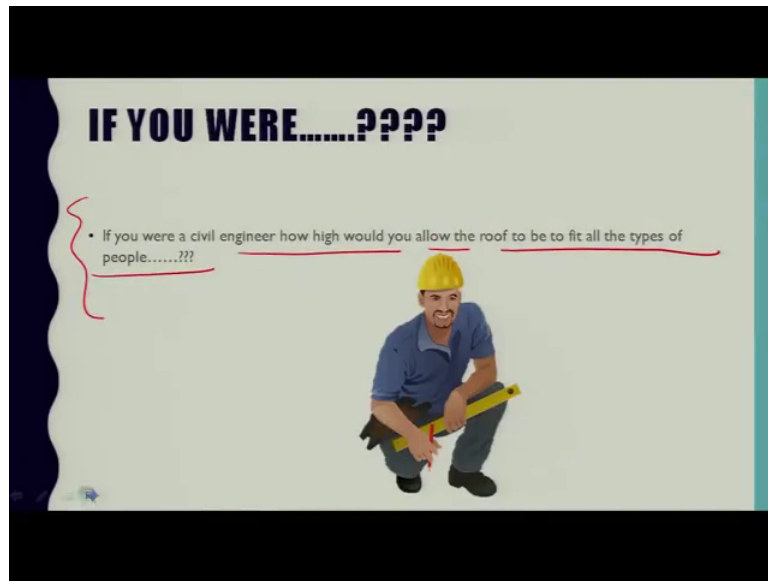 IF YOU WERE.......????
• If you were a civil engineer how high would you allow the roof to be to fit all the types of
people......???